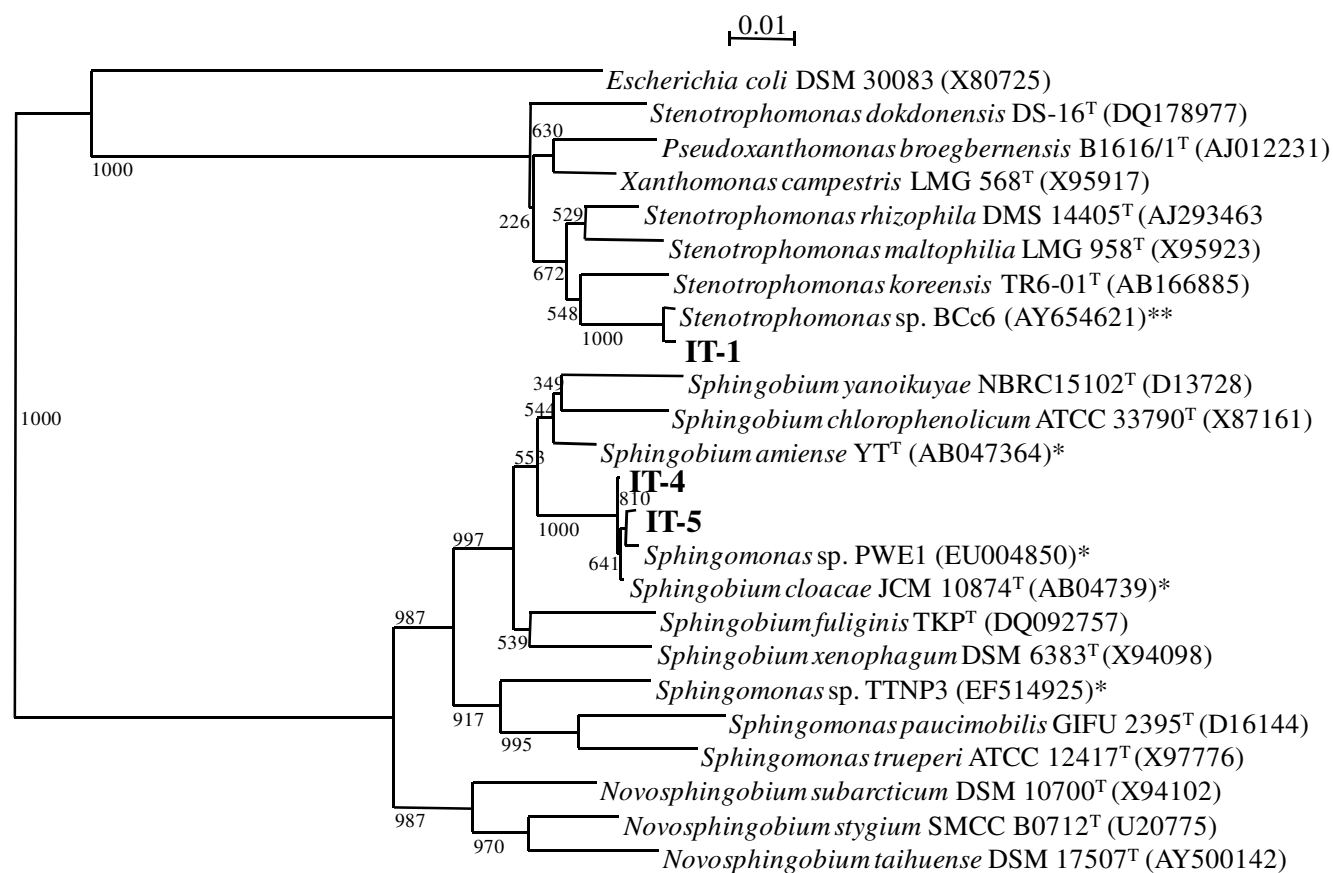 0.01
Escherichia coli DSM 30083 (X80725)
Stenotrophomonas dokdonensis DS-16ᵀ (DQ178977)
630
Pseudoxanthomonas broegbernensis B1616/1ᵀ (AJ012231)
1000
Xanthomonas campestris LMG 568ᵀ (X95917)
529
Stenotrophomonas rhizophila DMS 14405ᵀ (AJ293463
226
Stenotrophomonas maltophilia LMG 958ᵀ (X95923)
672
Stenotrophomonas koreensis TR6-01ᵀ (AB166885)
548
Stenotrophomonas sp. BCc6 (AY654621)**
1000
IT-1
349
Sphingobium yanoikuyae NBRC15102ᵀ (D13728)
544
1000
Sphingobium chlorophenolicum ATCC 33790ᵀ (X87161)
553
Sphingobium amiense YTᵀ (AB047364)*
IT-4
810
IT-5
1000
997
Sphingomonas sp. PWE1 (EU004850)*
641
Sphingobium cloacae JCM 10874ᵀ (AB04739)*
987
Sphingobium fuliginis TKPᵀ (DQ092757)
539
Sphingobium xenophagum DSM 6383ᵀ (X94098)
Sphingomonas sp. TTNP3 (EF514925)*
917
Sphingomonas paucimobilis GIFU 2395ᵀ (D16144)
995
Sphingomonas trueperi ATCC 12417ᵀ (X97776)
Novosphingobium subarcticum DSM 10700ᵀ (X94102)
987
Novosphingobium stygium SMCC B0712ᵀ (U20775)
970
Novosphingobium taihuense DSM 17507ᵀ (AY500142)